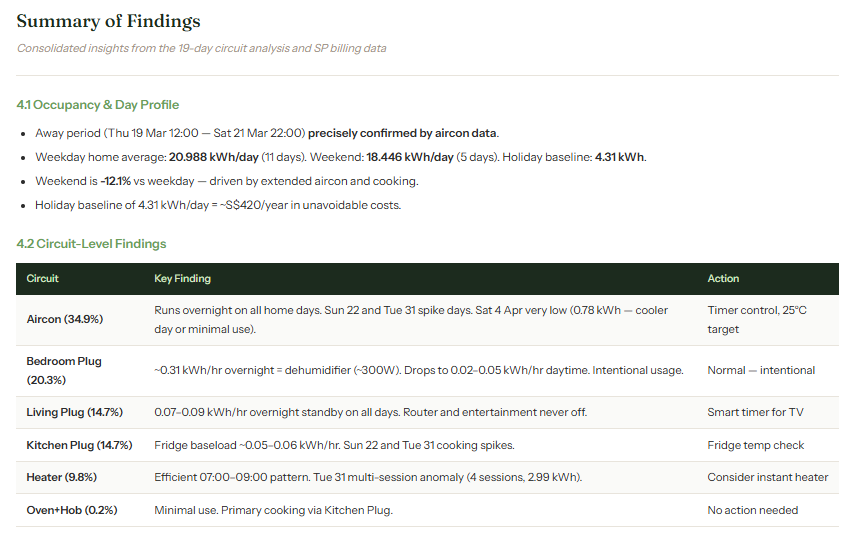 Summary of Findings
Consolidated insights from the 19-day circuit analysis and SP billing data
4.1 Occupancy & Day Profile
• Away period (Thu 19 Mar 12:00 — Sat 21 Mar 22:00) precisely confirmed by aircon data.
• Weekday home average: 20.988 kWh/day (11 days). Weekend: 18.446 kWh/day (5 days). Holiday baseline: 4.31 kWh.
• Weekend is -12.1% vs weekday — driven by extended aircon and cooking.
• Holiday baseline of 4.31 kWh/day = ~S$420/year in unavoidable costs.
4.2 Circuit-Level Findings
Circuit Key Finding Action
Aircon (34.9%) Runs overnight on all home days. Sun 22 and Tue 31 spike days. Sat 4 Apr very low (0.78 kWh — cooler
day or minimal use). Timer control, 25°C
target
Bedroom Plug
(20.3%) ~0.31 kWh/hr overnight = dehumidifier (~300W). Drops to 0.02–0.05 kWh/hr daytime. Intentional usage. Normal — intentional
Living Plug (14.7%) 0.07–0.09 kWh/hr overnight standby on all days. Router and entertainment never off. Smart timer for TV
Kitchen Plug (14.7%) Fridge baseload ~0.05–0.06 kWh/hr. Sun 22 and Tue 31 cooking spikes. Fridge temp check
Heater (9.8%) Efficient 07:00–09:00 pattern. Tue 31 multi-session anomaly (4 sessions, 2.99 kWh). Consider instant heater
Oven+Hob (0.2%) Minimal use. Primary cooking via Kitchen Plug. No action needed